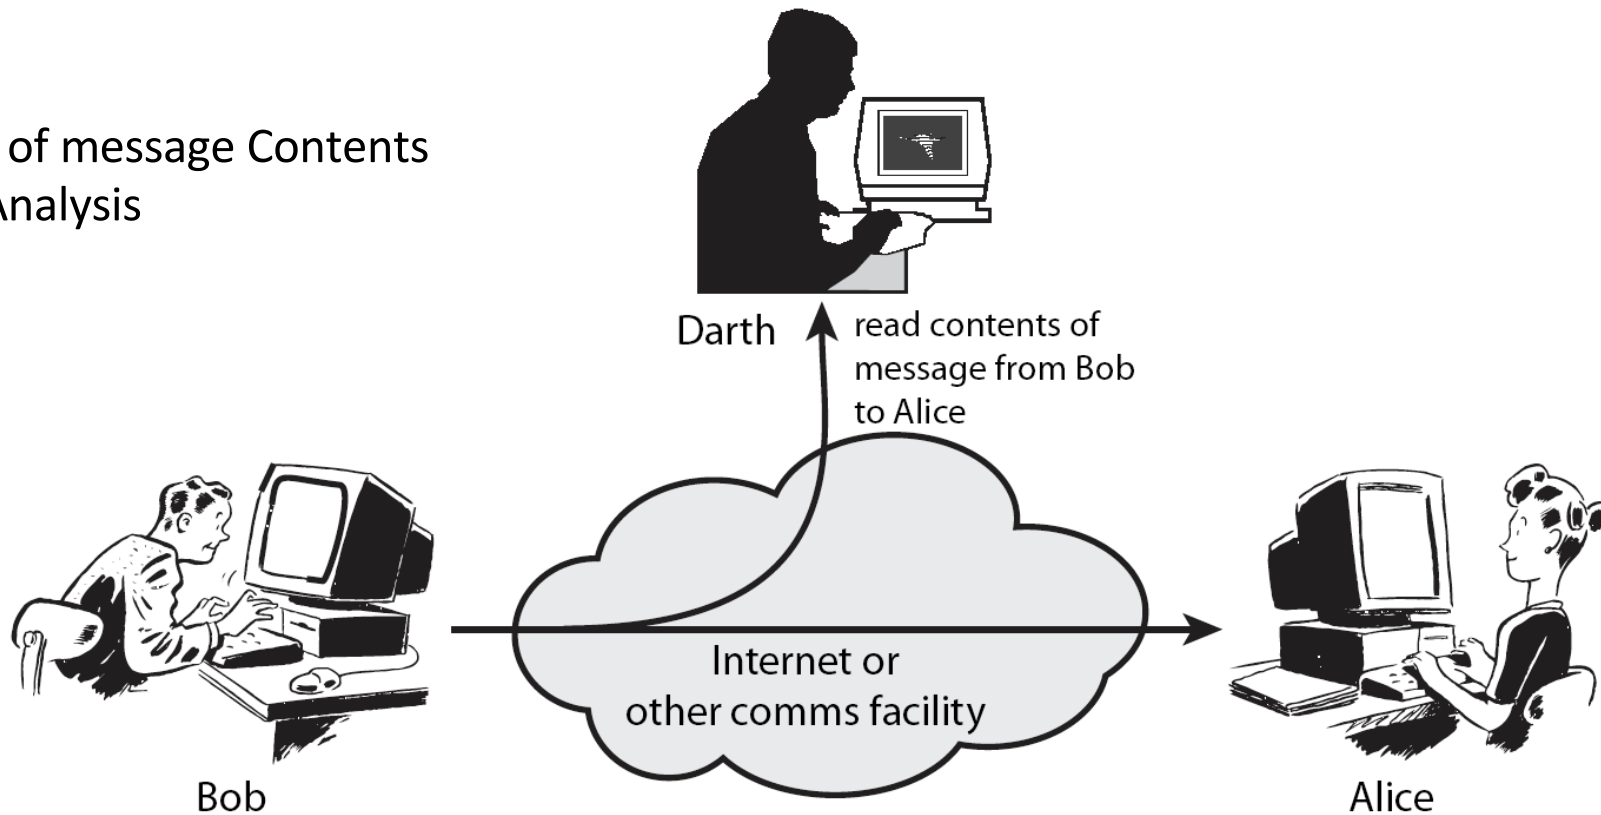 of message Contents
Analysis
Darth
read contents of
message from Bob
to Alice
Internet or
other comms facility
Bob
Alice